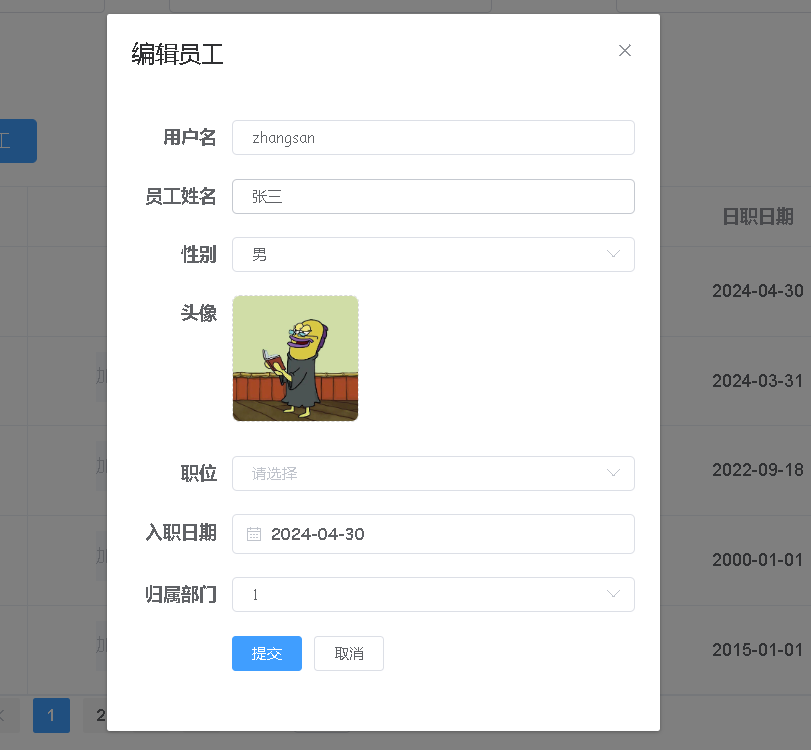 编辑员工
工
用户名
zhangsan
员工姓名
张三
日职日期
性别
男
2024-04-30
头像
2024-03-31
职位
请选择
2022-09-18
入职日期
2024-04-30
2000-01-01
归属部门
1
提交
取消
2015-01-01
1
2